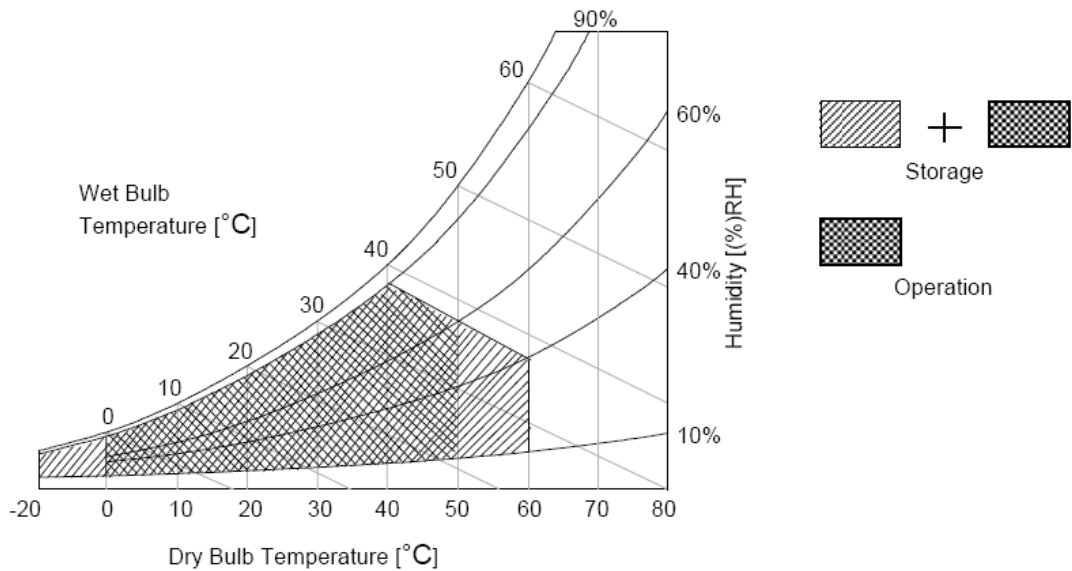 90%
60
60%
50
Wet Bulb
Temperature [°C]
40
30
20
10
0
40%
10%
Humidity [(%)RH]
-20 0 10 20 30 40 50 60 70 80
Dry Bulb Temperature [°C]
+
Storage
Operation